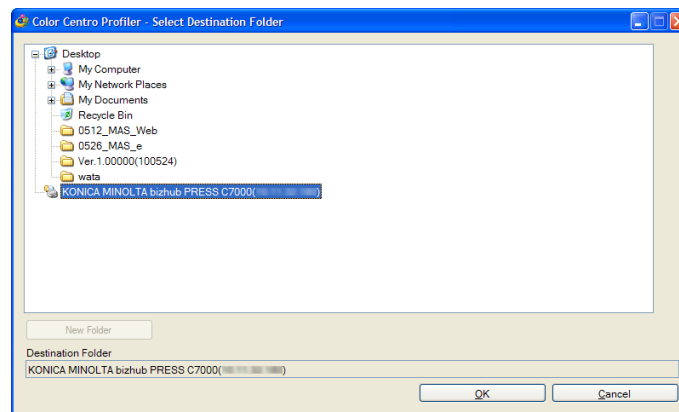 Color Centro Profiler - Select Destination Folder
Desktop
My Computer
My Network Places
My Documents
Recycle Bin
0512_MAS_Web
0526_MAS_e
Ver.1.00000(100524)
wata
KONICA MINOLTA bizhub PRESS C7000( )
New Folder
Destination Folder
KONICA MINOLTA bizhub PRESS C7000( )
OK Cancel